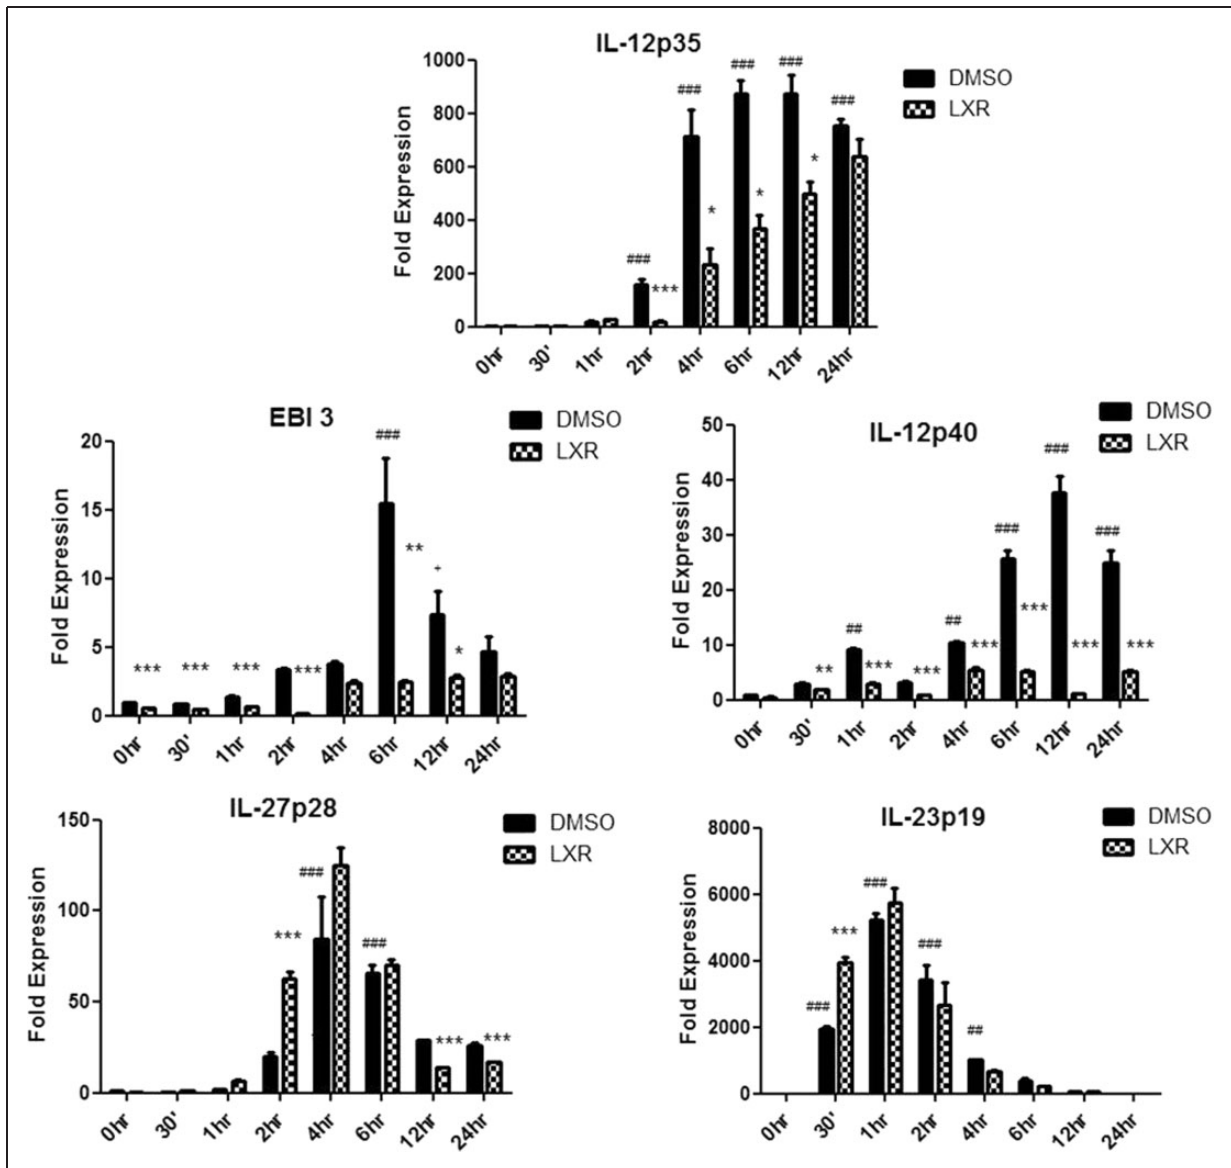 IL-12p35
DMSO
LXR
Fold Expression
1000
800
600
400
200
0
###
***
###
*
###
*
###
*
###
0hr
30'
1hr
2hr
4hr
6hr
12hr
24hr
EBI 3
DMSO
LXR
Fold Expression
20
15
10
5
0
***
***
***
***
###
**
+
*
0hr
30'
1hr
2hr
4hr
6hr
12hr
24hr
IL-12p40
DMSO
LXR
Fold Expression
50
40
30
20
10
0
**
##
***
***
##
***
###
***
###
***
###
***
0hr
30'
1hr
2hr
4hr
6hr
12hr
24hr
IL-27p28
DMSO
LXR
Fold Expression
150
100
50
0
***
###
###
***
***
0hr
30'
1hr
2hr
4hr
6hr
12hr
24hr
IL-23p19
DMSO
LXR
Fold Expression
8000
6000
4000
2000
0
###
***
###
###
##
0hr
30'
1hr
2hr
4hr
6hr
12hr
24hr